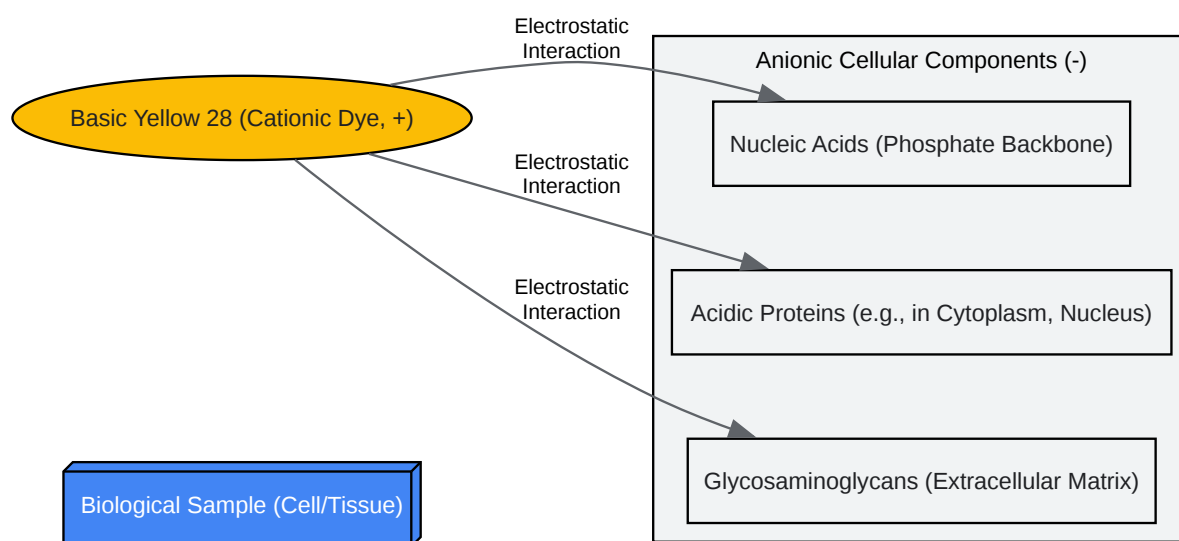 Electrostatic
Interaction
Anionic Cellular Components (-)
Basic Yellow 28 (Cationic Dye, +)
Nucleic Acids (Phosphate Backbone)
Electrostatic
Interaction
Acidic Proteins (e.g., in Cytoplasm, Nucleus)
Electrostatic
Interaction
Glycosaminoglycans (Extracellular Matrix)
Biological Sample (Cell/Tissue)